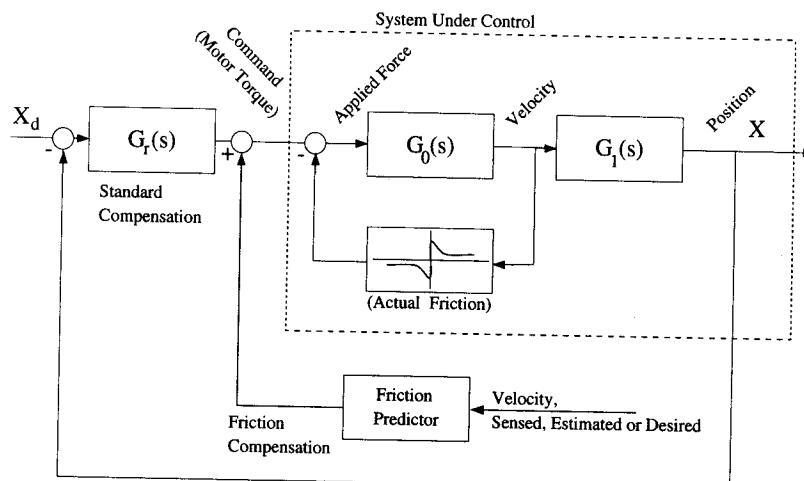 System Under Control
Command
(Motor Torque)
Applied Force
Velocity
Position
X_d
-
G_r(s)
+
-
G_0(s)
G_1(s)
X
Standard
Compensation
(Actual Friction)
Friction
Predictor
Velocity,
Sensed, Estimated or Desired
Friction
Compensation